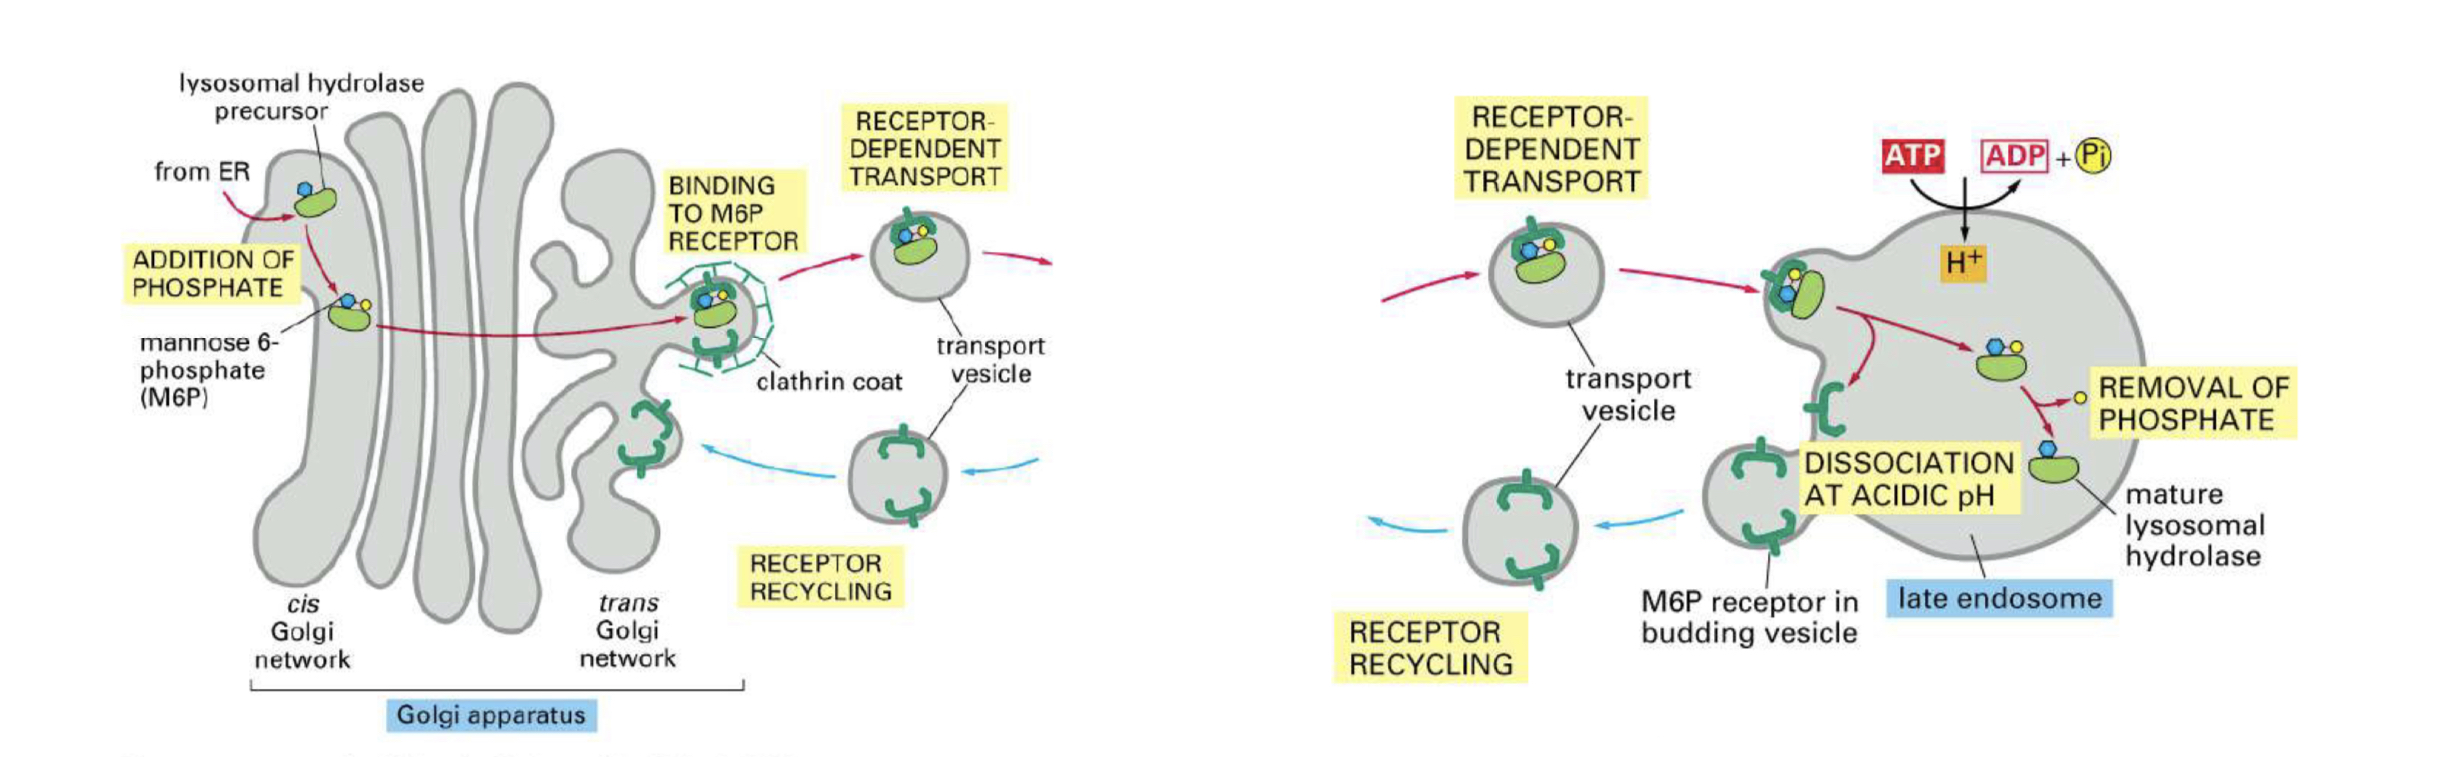 lysosomal hydrolase
precursor
from ER
ADDITION OF
PHOSPHATE
mannose 6-
phosphate
(M6P)
BINDING
TO M6P
RECEPTOR
RECEPTOR-
DEPENDENT
TRANSPORT
transport
vesicle
clathrin coat
RECEPTOR
RECYCLING
cis
Golgi
network
trans
Golgi
network
Golgi apparatus
RECEPTOR-
DEPENDENT
TRANSPORT
ATP
ADP + Pi
H+
transport
vesicle
REMOVAL OF
PHOSPHATE
DISSOCIATION
AT ACIDIC pH
mature
lysosomal
hydrolase
late endosome
M6P receptor in
budding vesicle
RECEPTOR
RECYCLING